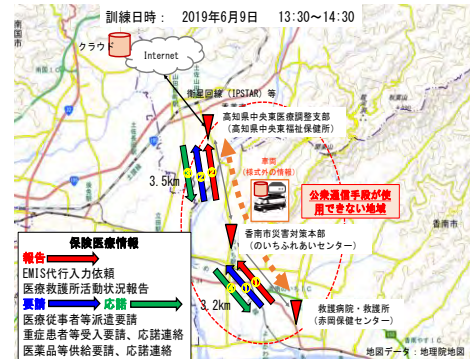 訓練日時： 2019年6月9日 13:30～14:30
南国市
クラウド
Internet
衛星回線（IPSTAR）等
高知県中央東医療調整支部
（高知県中央東福祉保健所）
車両
（様式外の情報）
3.5km
公衆通信手段が使
用できない地域
香南市
香南市災害対策本部
（のいちふれあいセンター）
保険医療情報
報告
EMIS代行入力依頼
医療救護所活動状況報告
要請 応諾
医療従事者等派遣要請
重症患者等受入要請、応諾連絡
医薬品等供給要請、応諾連絡
3.2km
救護病院・救護所
（赤岡保健センター）
地図データ：地理院地図